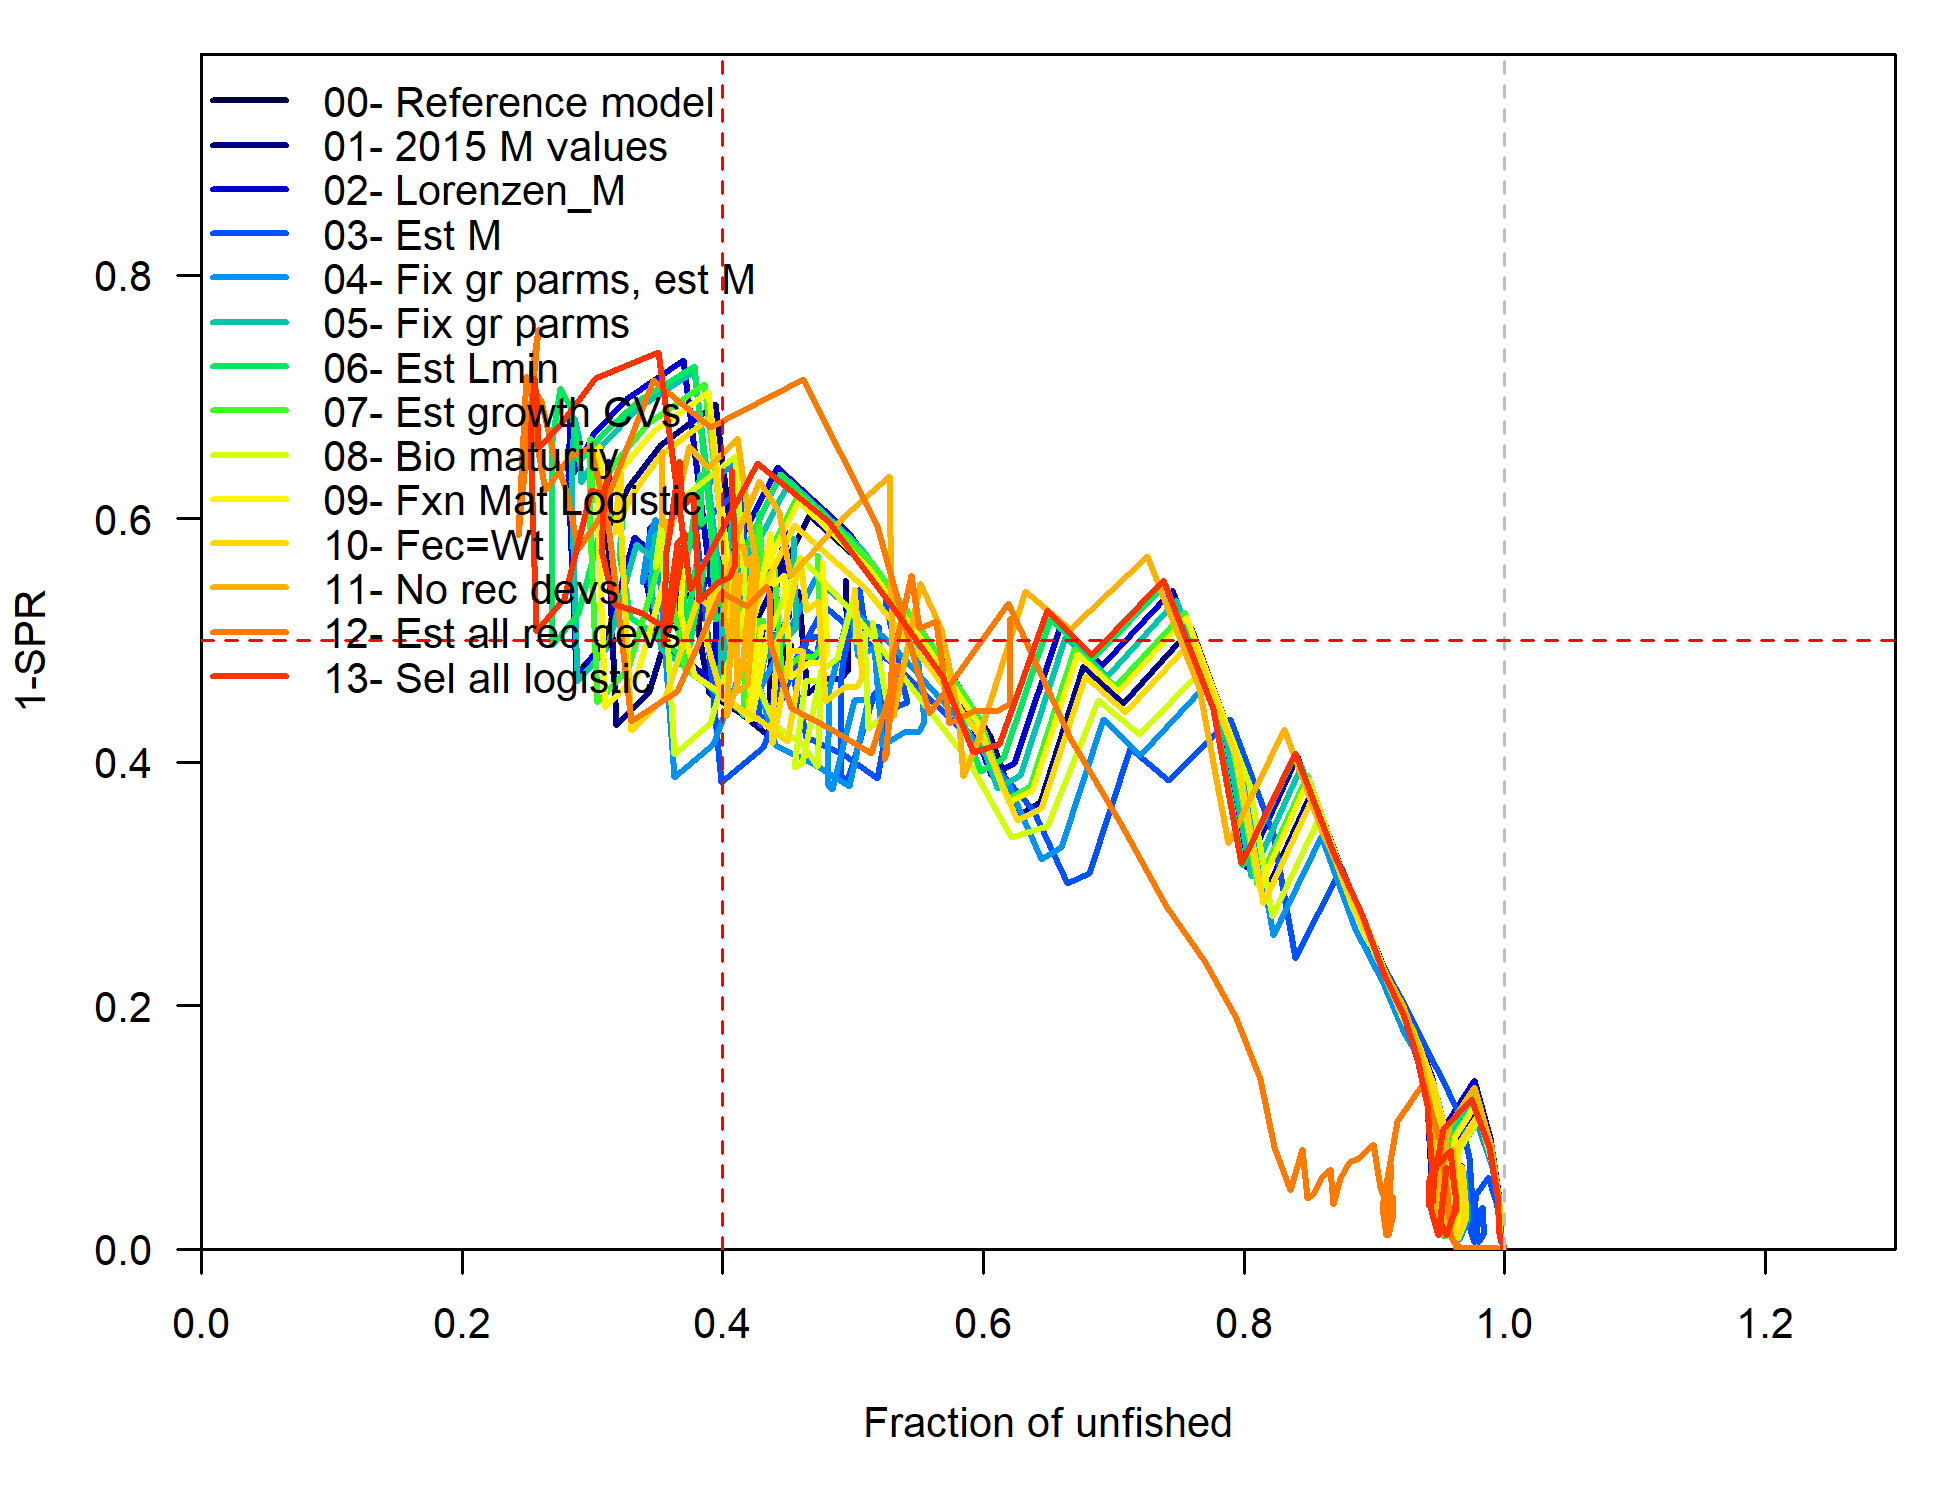 00- Reference model
01- 2015 M values
02- Lorenzen_M
03- Est M
04- Fix gr parms, est M
05- Fix gr parms
06- Est Lmin
07- Est growth CVs
08- Bio maturity
09- Fxn Mat Logistic
10- Fec=Wt
11- No rec devs
12- Est all rec devs
13- Sel all logistic
1-SPR
0.8
0.6
0.4
0.2
0.0
0.0 0.2 0.4 0.6 0.8 1.0 1.2
Fraction of unfished